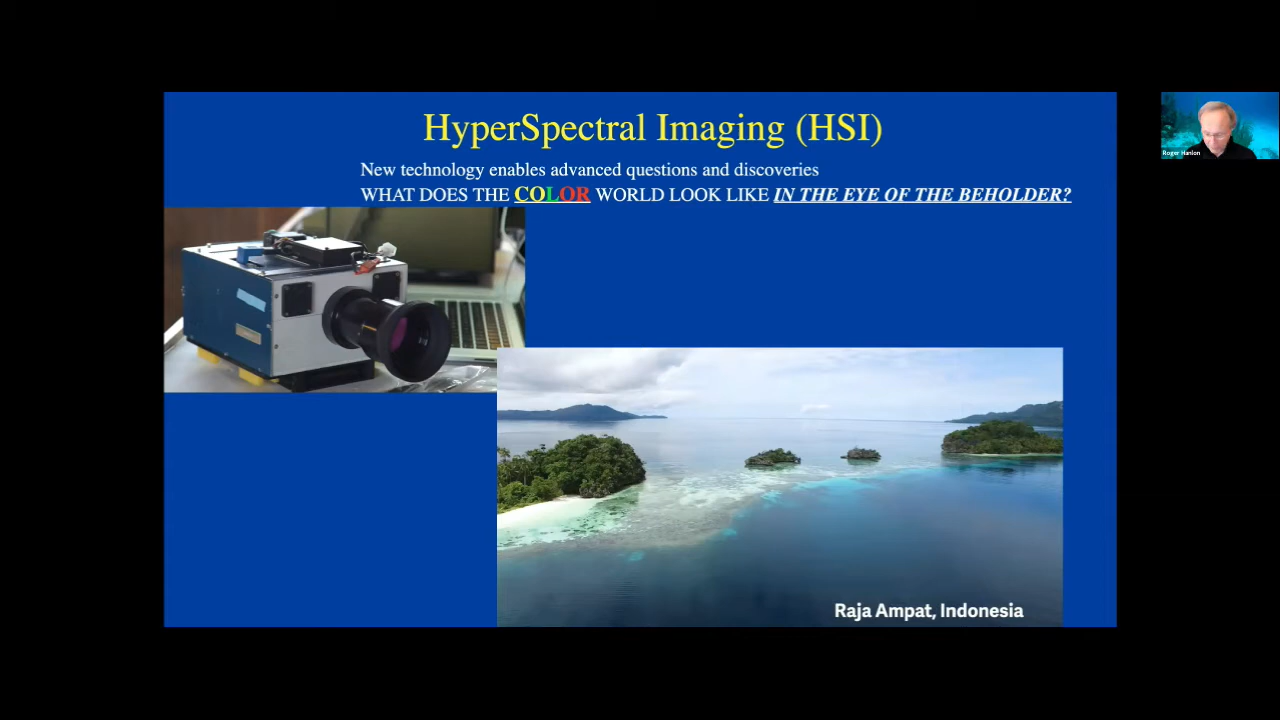 HyperSpectral Imaging (HSI)
New technology enables advanced questions and discoveries
WHAT DOES THE COLOR WORLD LOOK LIKE IN THE EYE OF THE BEHOLDER?
Roger Hanlon
Raja Ampat, Indonesia